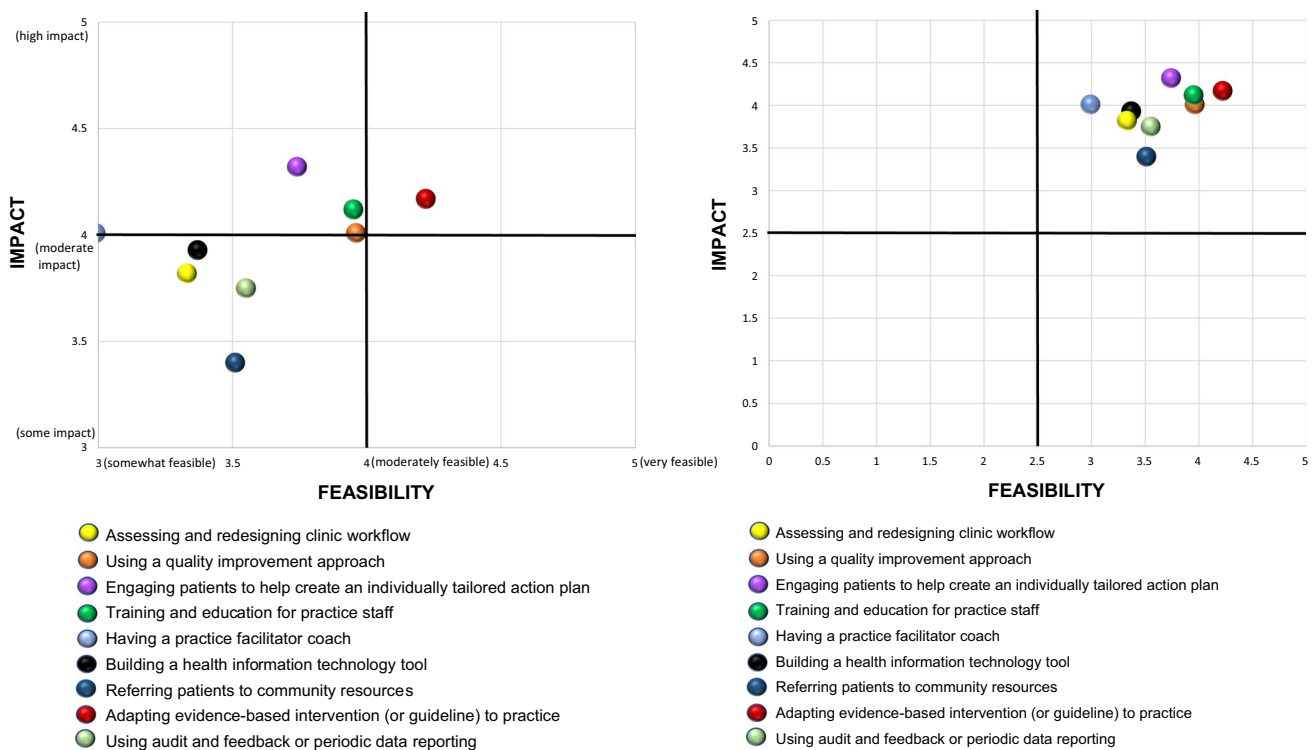 5
(high impact)
4.5
IMPACT
4
(moderate
impact)
3.5
(some impact)
3
3 (somewhat feasible) 3.5 4 (moderately feasible) 4.5 5 (very feasible)
FEASIBILITY
Assessing and redesigning clinic workflow
Using a quality improvement approach
Engaging patients to help create an individually tailored action plan
Training and education for practice staff
Having a practice facilitator coach
Building a health information technology tool
Referring patients to community resources
Adapting evidence-based intervention (or guideline) to practice
Using audit and feedback or periodic data reporting
5
4.5
4
3.5
3
IMPACT
2.5
2
1.5
1
0.5
0
0 0.5 1 1.5 2 2.5 3 3.5 4 4.5 5
FEASIBILITY
Assessing and redesigning clinic workflow
Using a quality improvement approach
Engaging patients to help create an individually tailored action plan
Training and education for practice staff
Having a practice facilitator coach
Building a health information technology tool
Referring patients to community resources
Adapting evidence-based intervention (or guideline) to practice
Using audit and feedback or periodic data reporting